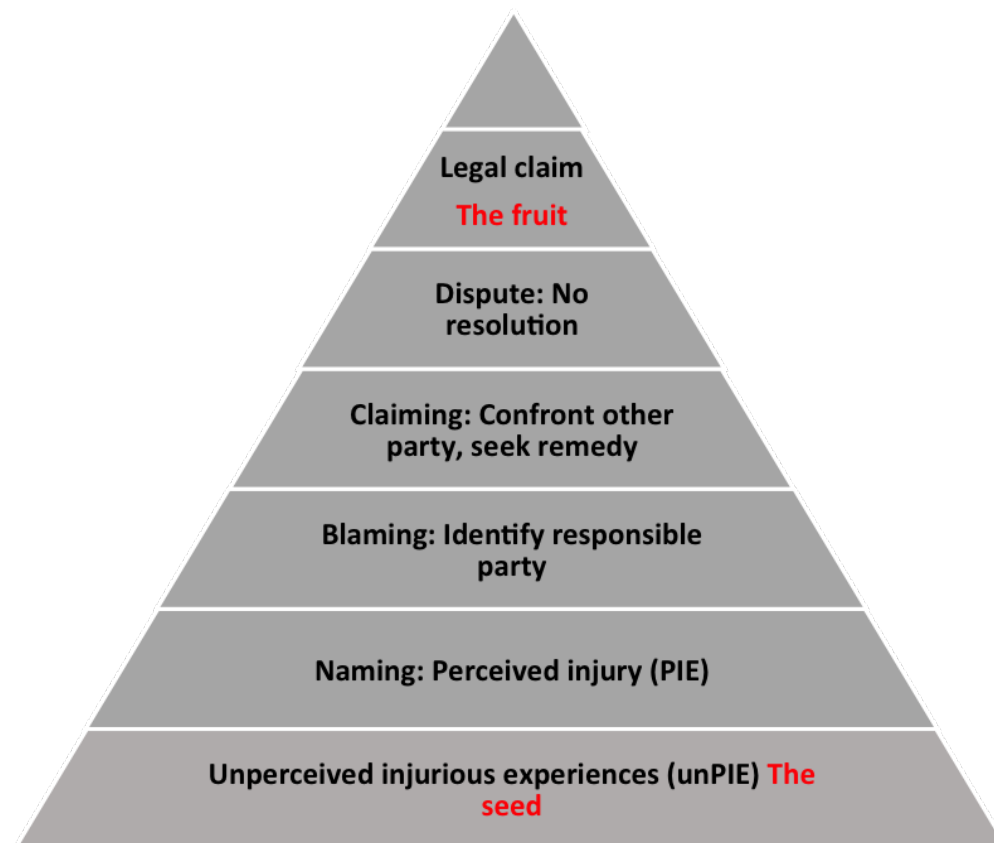 Legal claim
The fruit
Dispute: No
resolution
Claiming: Confront other
party, seek remedy
Blaming: Identify responsible
party
Naming: Perceived injury (PIE)
Unperceived injurious experiences (unPIE) The
seed